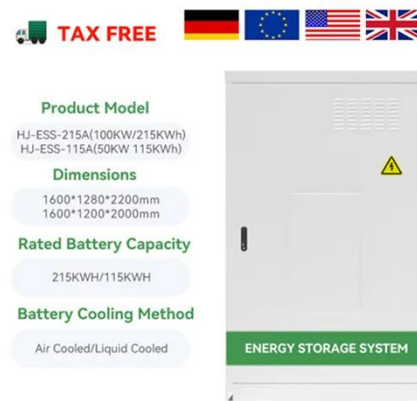 TAX FREE
Product Model
HJ-ESS-215A(100KW/215KWh)
HJ-ESS-115A(50KW 115KWh)
Dimensions
1600*1280*2200mm
1600*1200*2000mm
Rated Battery Capacity
215KWH/115KWH
Battery Cooling Method
Air Cooled/Liquid Cooled
ENERGY STORAGE SYSTEM